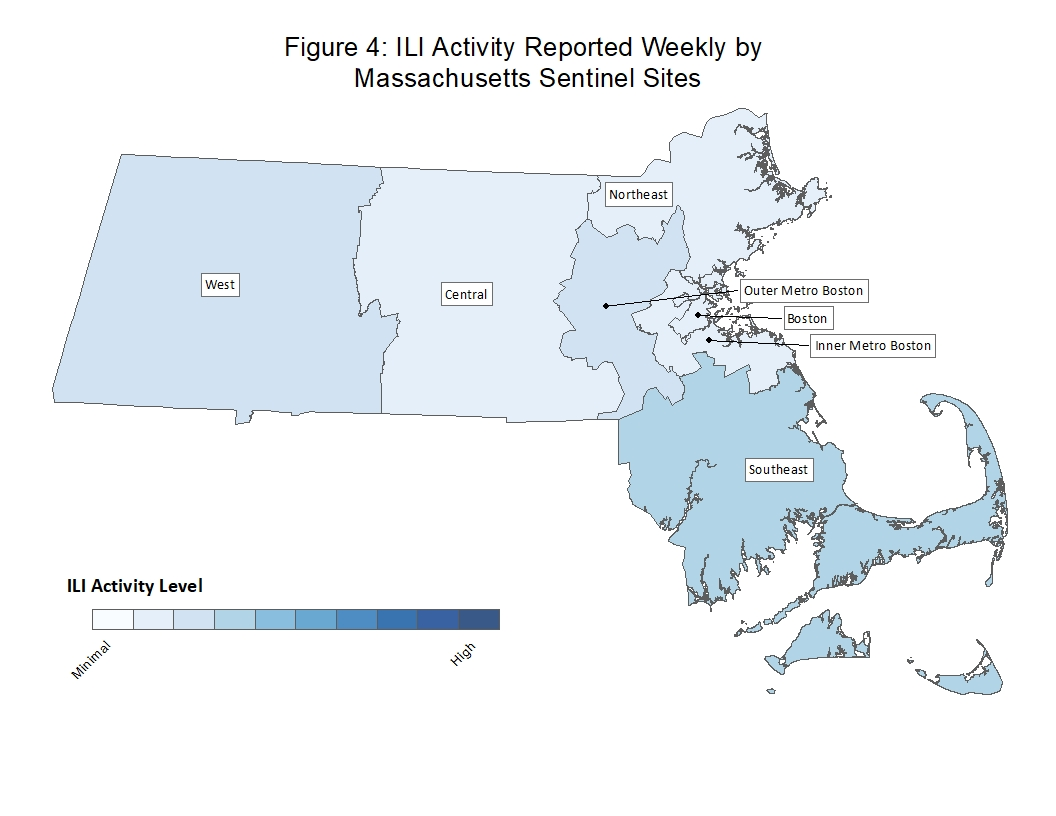 Figure 4: ILI Activity Reported Weekly by
Massachusetts Sentinel Sites
Northeast
West
Central
Outer Metro Boston
Boston
Inner Metro Boston
Southeast
ILI Activity Level
Minimal
High